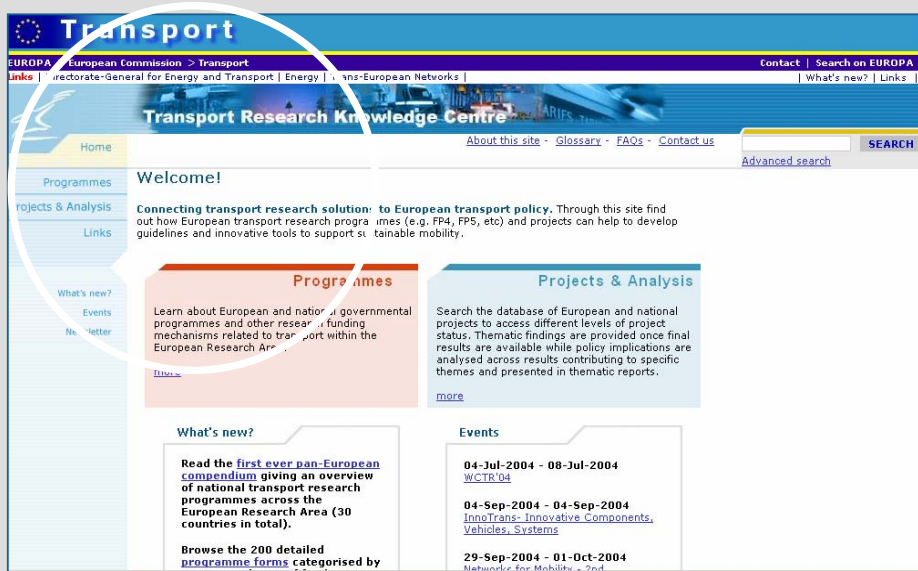 Transport
EUROPA > European Commission > Transport
Contact | Search on EUROPA
Links | Directorate-General for Energy and Transport | Energy | Trans-European Networks |
| What's new? | Links |
Transport Research Knowledge Centre
TARIFS
About this site - Glossary - FAQs - Contact us
SEARCH
Advanced search
Home
Programmes
Projects & Analysis
Links
What's new?
Events
Newsletter
Welcome!
Connecting transport research solutions to European transport policy. Through this site find
out how European transport research programmes (e.g. FP4, FP5, etc) and projects can help to develop
guidelines and innovative tools to support sustainable mobility.
Programmes
Learn about European and national governmental
programmes and other research funding
mechanisms related to transport within the
European Research Area.
more
Projects & Analysis
Search the database of European and national
projects to access different levels of project
status. Thematic findings are provided once final
results are available while policy implications are
analysed across results contributing to specific
themes and presented in thematic reports.
more
What's new?
Read the first ever pan-European
compendium giving an overview
of national transport research
programmes across the
European Research Area (30
countries in total).
Browse the 200 detailed
programme forms categorised by
Events
04-Jul-2004 - 08-Jul-2004
WCTR'04
04-Sep-2004 - 04-Sep-2004
InnoTrans- Innovative Components,
Vehicles, Systems
29-Sep-2004 - 01-Oct-2004
Networks for Mobility - 2nd